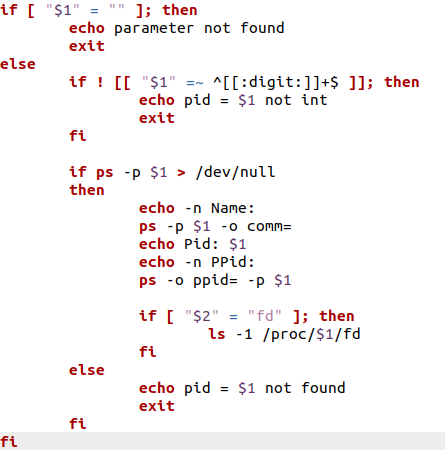 if [ "$1" = "" ]; then
        echo parameter not found
        exit
else
        if ! [[ "$1" =~ ^[[:digit:]]+$ ]]; then
                echo pid = $1 not int
                exit
        fi

        if ps -p $1 > /dev/null
        then
                echo -n Name:
                ps -p $1 -o comm=
                echo Pid: $1
                echo -n PPid:
                ps -o ppid= -p $1

                if [ "$2" = "fd" ]; then
                        ls -1 /proc/$1/fd
                fi
        else
                echo pid = $1 not found
                exit
        fi
fi